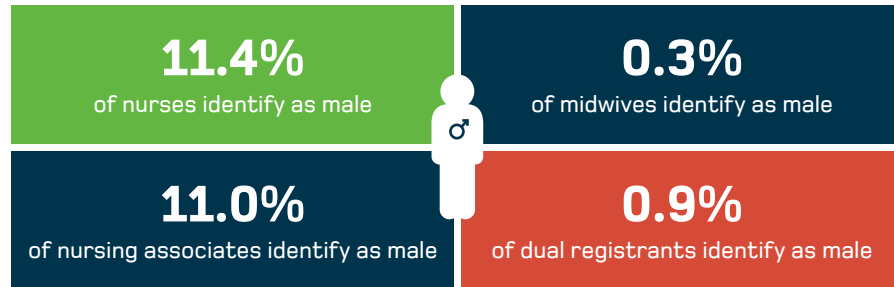 11.4%
of nurses identify as male
0.3%
of midwives identify as male
11.0%
of nursing associates identify as male
0.9%
of dual registrants identify as male